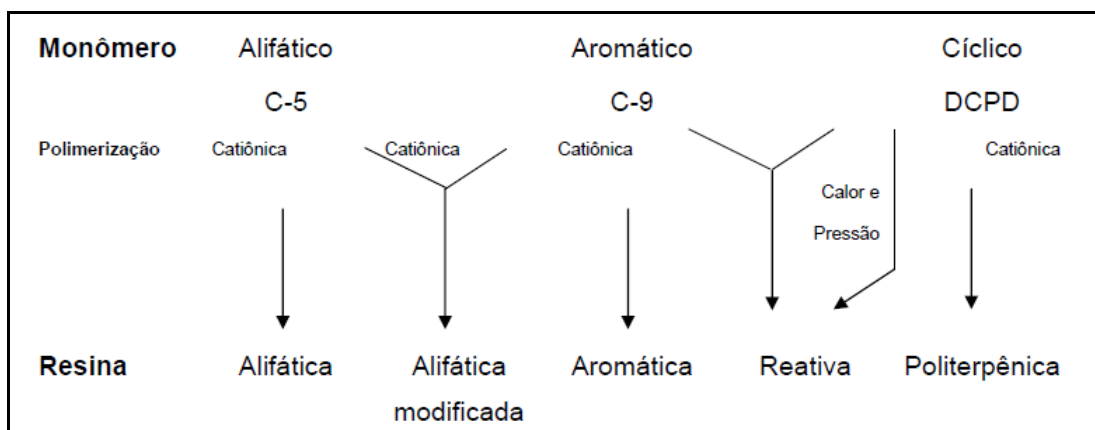 Monômero Alifático Aromático Cíclico
C-5 C-9 DCPD
Polimerização Catiônica Catiônica Catiônica Catiônica
Calor e
Pressão
Resina Alifática Alifática Aromática Reativa Politerpênica
modificada